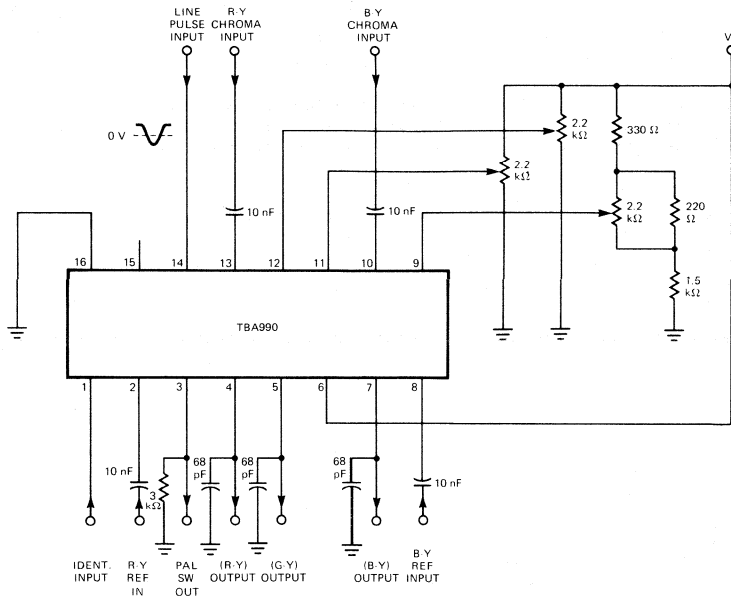 LINE
PULSE
INPUT
R-Y
CHROMA
INPUT
B-Y
CHROMA
INPUT
V
0 V
2.2
kΩ
330 Ω
2.2
kΩ
10 nF
10 nF
2.2
kΩ
220
Ω
1.5
kΩ
16 15 14 13 12 11 10 9
TBA990
1 2 3 4 5 6 7 8
10 nF
3
kΩ
68
pF
68
pF
68
pF
10 nF
IDENT.
INPUT
R-Y
REF
IN
PAL
SW
OUT
(R-Y)
OUTPUT
(G-Y)
OUTPUT
(B-Y)
OUTPUT
B-Y
REF
INPUT